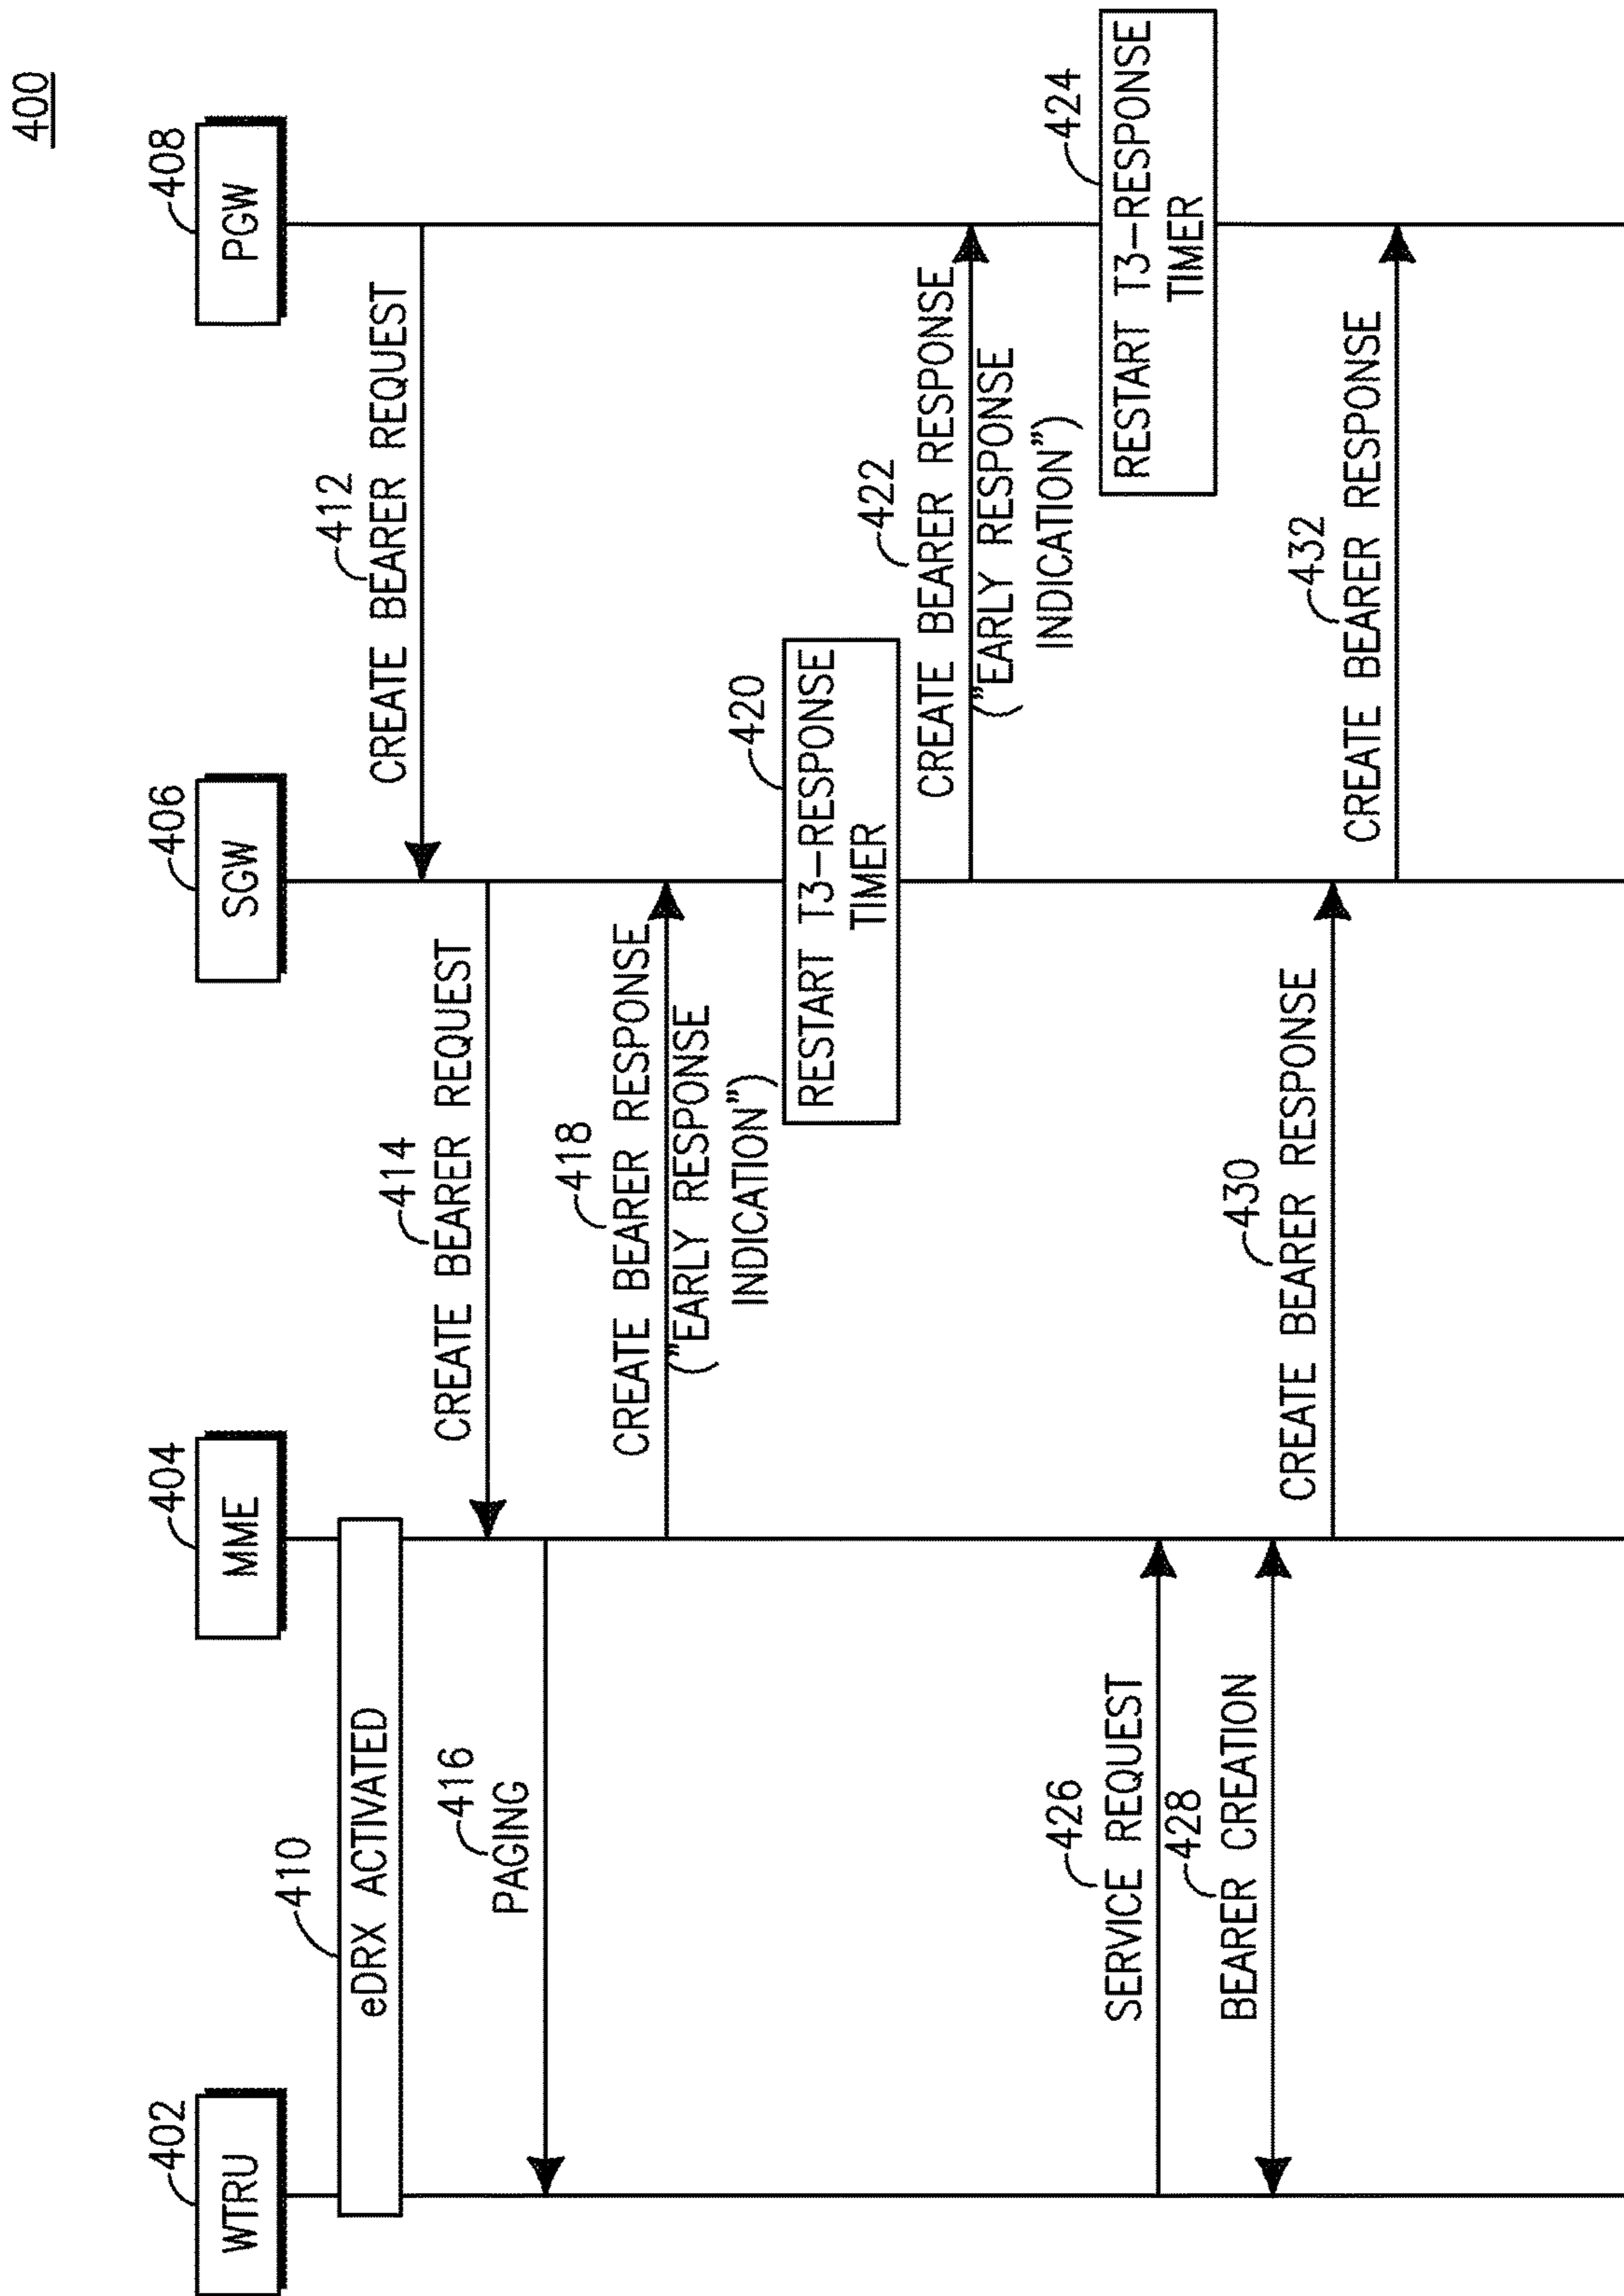 400
402
WTRU
404
MME
406
SGW
408
PGW
410
eDRX ACTIVATED
412
CREATE BEARER REQUEST
414
CREATE BEARER REQUEST
416
PAGING
418
CREATE BEARER RESPONSE
("EARLY RESPONSE
INDICATION")
420
RESTART T3-RESPONSE
TIMER
422
CREATE BEARER RESPONSE
("EARLY RESPONSE
INDICATION")
424
RESTART T3-RESPONSE
TIMER
426
SERVICE REQUEST
428
BEARER CREATION
430
CREATE BEARER RESPONSE
432
CREATE BEARER RESPONSE